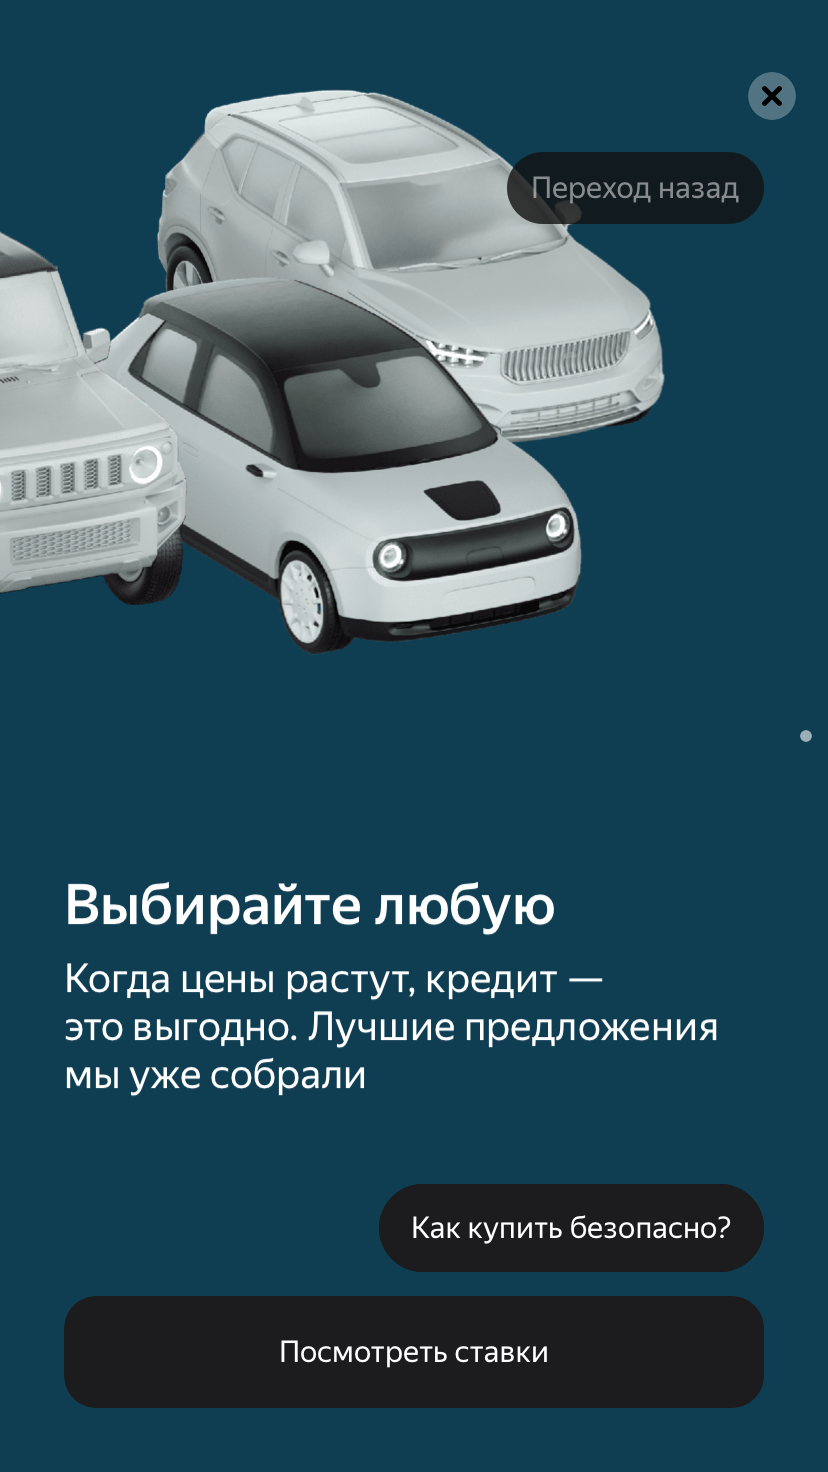 Переход назад
Выбирайте любую
Когда цены растут, кредит —
это выгодно. Лучшие предложения
мы уже собрали
Как купить безопасно?
Посмотреть ставки